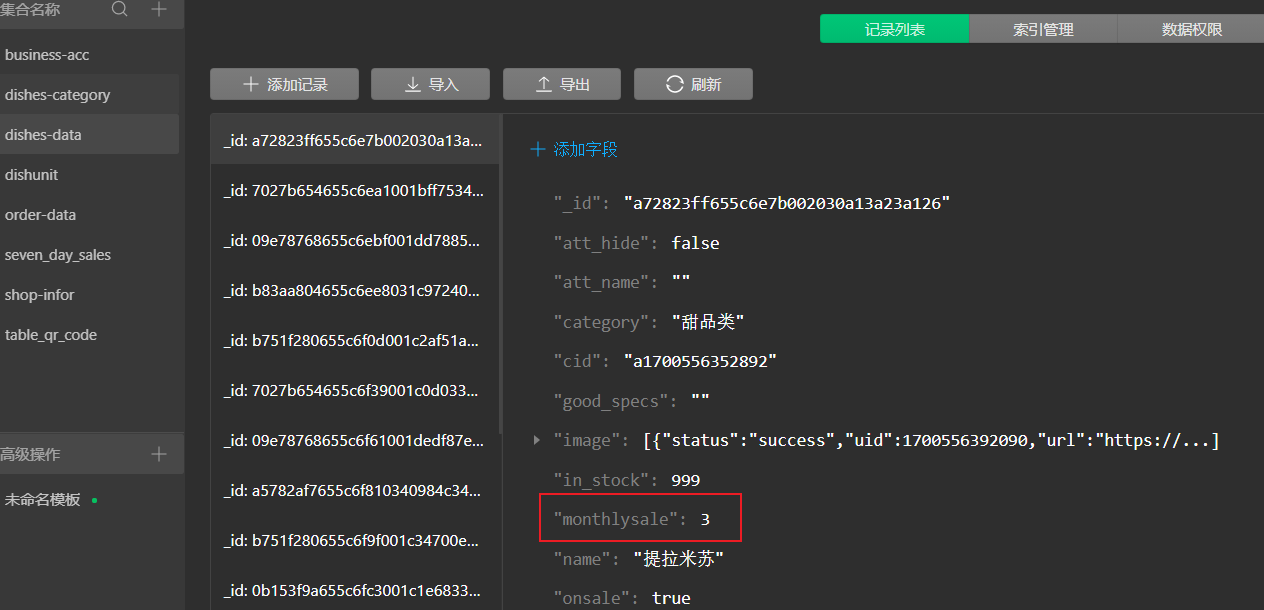 集合名称
business-acc
dishes-category
dishes-data
dishunit
order-data
seven_day_sales
shop-infor
table_qr_code
高级操作
未命名模板
记录列表 索引管理 数据权限
添加记录 导入 导出 刷新
_id: a72823ff655c6e7b002030a13a...
_id: 7027b654655c6ea1001bff7534...
_id: 09e78768655c6ebf001dd7885...
_id: b83aa804655c6ee8031c97240...
_id: b751f280655c6f0d001c2af51a...
_id: 7027b654655c6f39001c0d033...
_id: 09e78768655c6f61001dedf87e...
_id: a5782af7655c6f810340984c34...
_id: b751f280655c6f9f001c34700e...
_id: 0b153f9a655c6fc3001c1e6833...
添加字段
"_id": "a72823ff655c6e7b002030a13a23a126"
"att_hide": false
"att_name": ""
"category": "甜品类"
"cid": "a1700556352892"
"good_specs": ""
"image": [{"status":"success","uid":1700556392090,"url":"https://...]
"in_stock": 999
"monthlysale": 3
"name": "提拉米苏"
"onsale": true